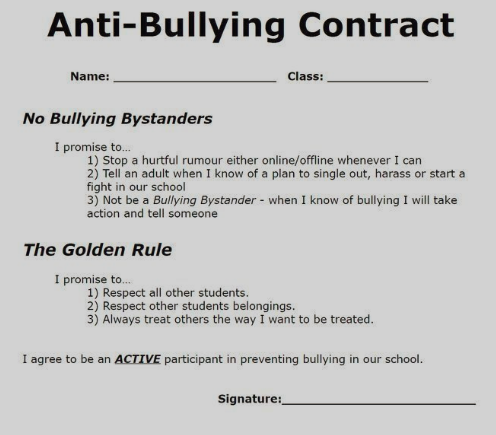 Anti-Bullying Contract
Name: ______________________ Class: ______________
No Bullying Bystanders
I promise to...
1) Stop a hurtful rumour either online/offline whenever I can
2) Tell an adult when I know of a plan to single out, harass or start a
fight in our school
3) Not be a Bullying Bystander - when I know of bullying I will take
action and tell someone
The Golden Rule
I promise to...
1) Respect all other students.
2) Respect other students belongings.
3) Always treat others the way I want to be treated.
I agree to be an ACTIVE participant in preventing bullying in our school.
Signature:__________________________